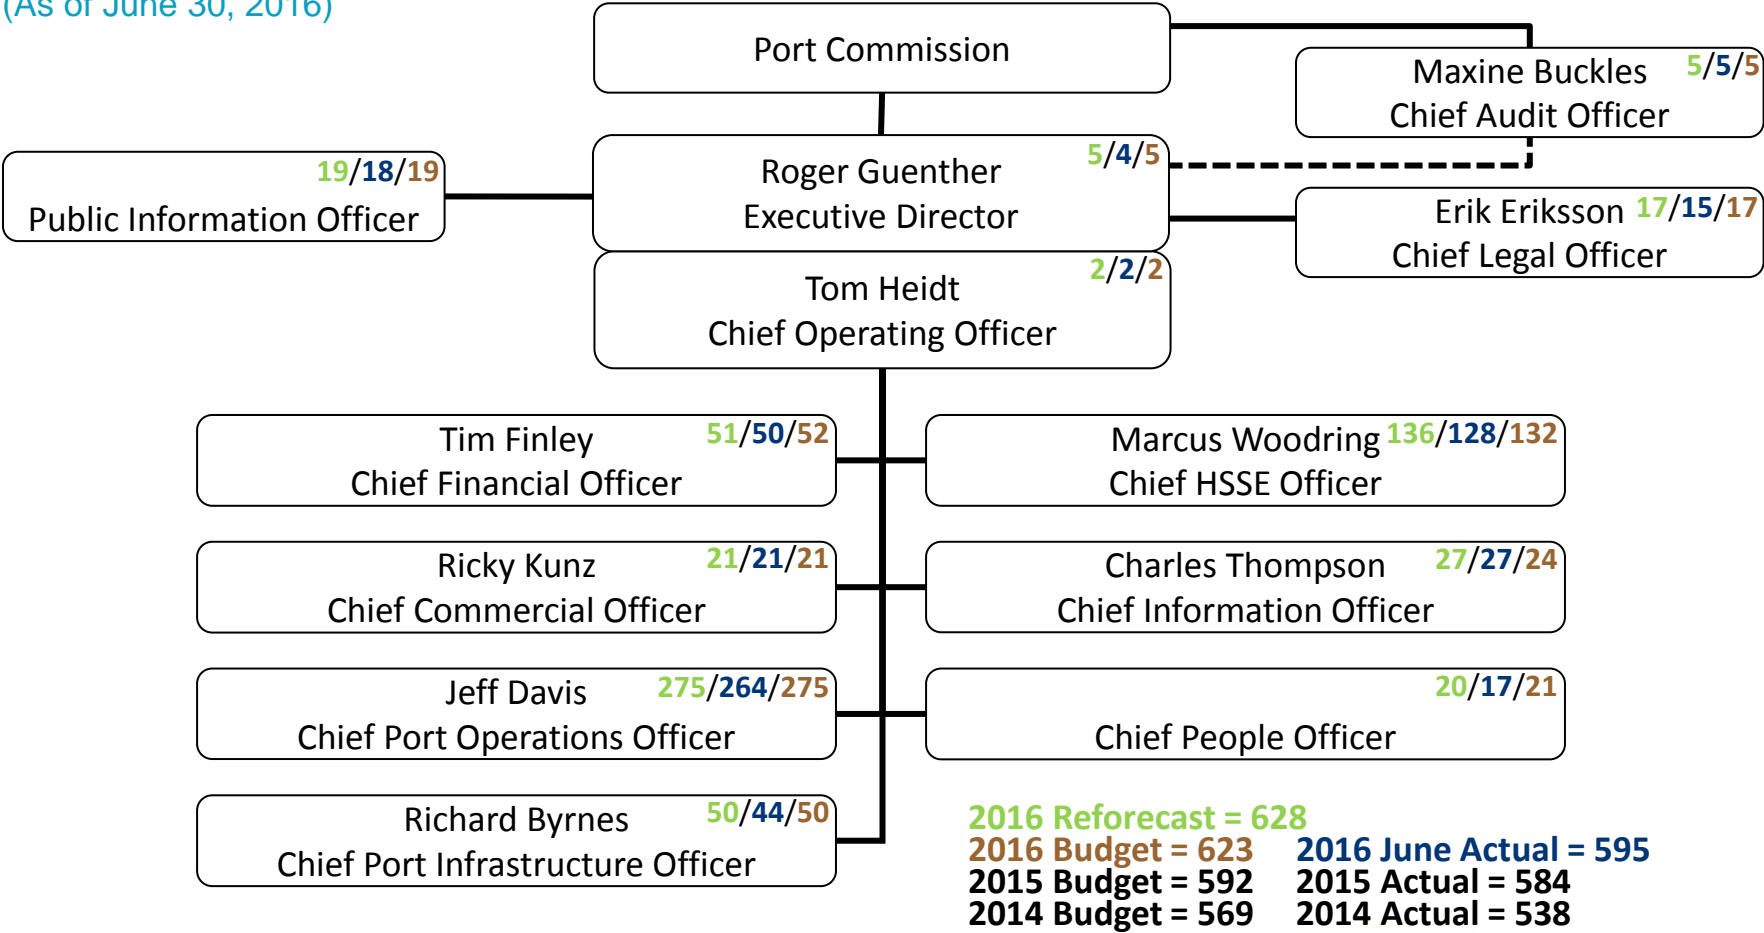 (As of June 30, 2016)
Port Commission
Maxine Buckles 5/5/5
Chief Audit Officer
19/18/19
Public Information Officer
Roger Guenther 5/4/5
Executive Director
Erik Eriksson 17/15/17
Chief Legal Officer
Tom Heidt 2/2/2
Chief Operating Officer
Tim Finley 51/50/52
Chief Financial Officer
Marcus Woodring 136/128/132
Chief HSSE Officer
Ricky Kunz 21/21/21
Chief Commercial Officer
Charles Thompson 27/27/24
Chief Information Officer
Jeff Davis 275/264/275
Chief Port Operations Officer
20/17/21
Chief People Officer
Richard Byrnes 50/44/50
Chief Port Infrastructure Officer
2016 Reforecast = 628
2016 Budget = 623 2016 June Actual = 595
2015 Budget = 592 2015 Actual = 584
2014 Budget = 569 2014 Actual = 538